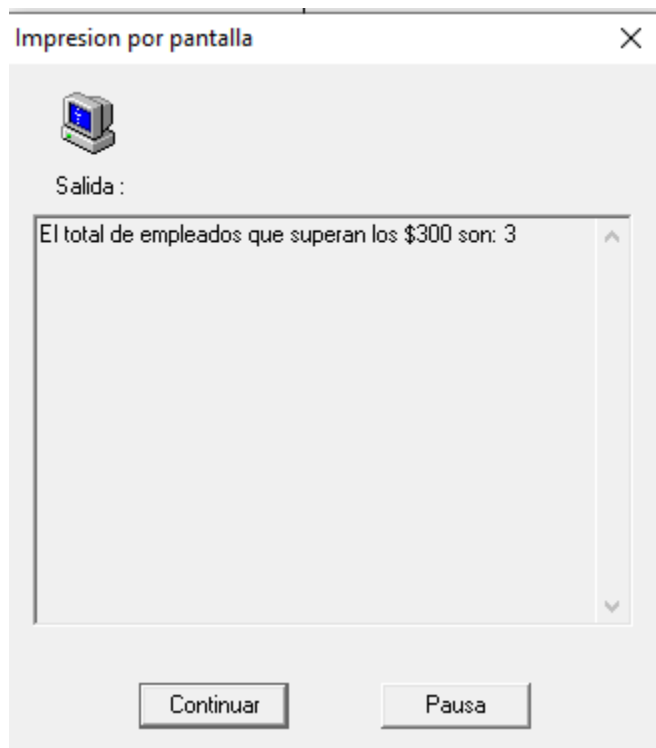 Impresion por pantalla
Salida :
El total de empleados que superan los $300 son: 3
Continuar
Pausa